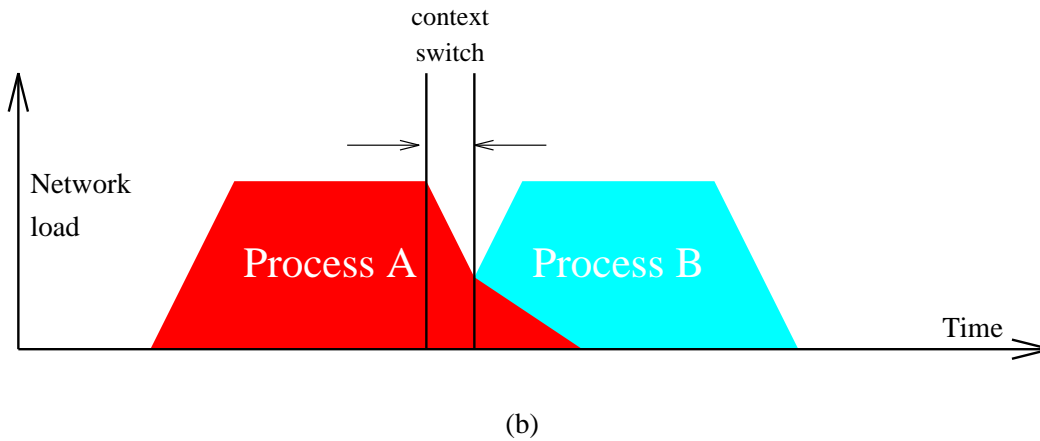 context
switch
Network
load
Process A
Process B
Time
(b)